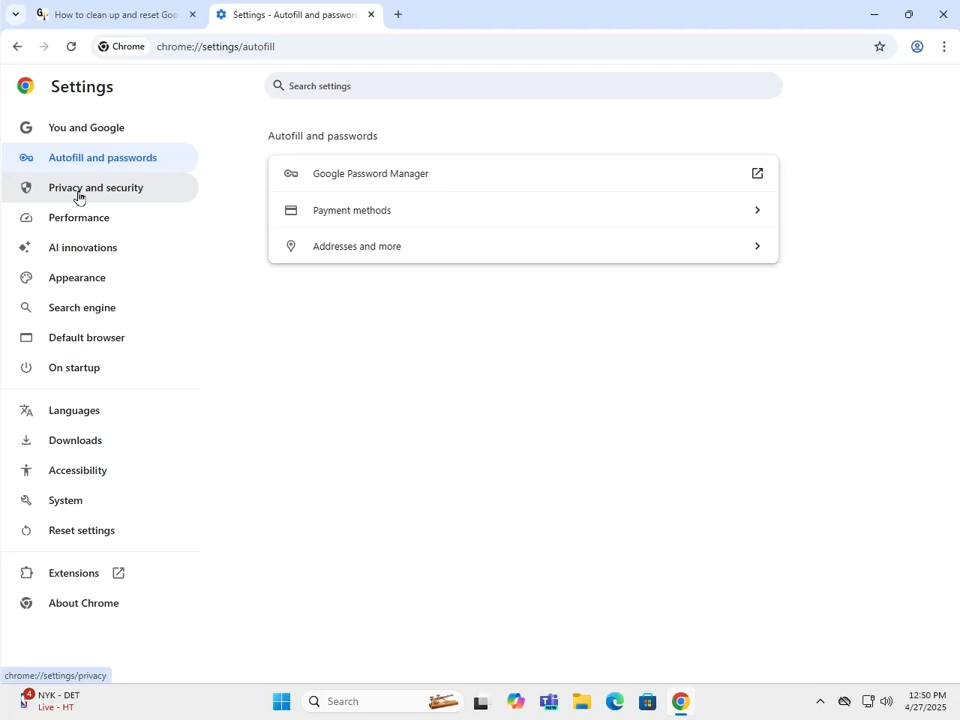 How to clean up and reset Goo
Settings - Autofill and password
Chrome
chrome://settings/autofill
Settings
Search settings
You and Google
Autofill and passwords
Privacy and security
Performance
AI innovations
Appearance
Search engine
Default browser
On startup
Languages
Downloads
Accessibility
System
Reset settings
Extensions
About Chrome
Autofill and passwords
Google Password Manager
Payment methods
Addresses and more
chrome://settings/privacy
4
NYK - DET
Live - HT
Search
NEW
12:50 PM
4/27/2025